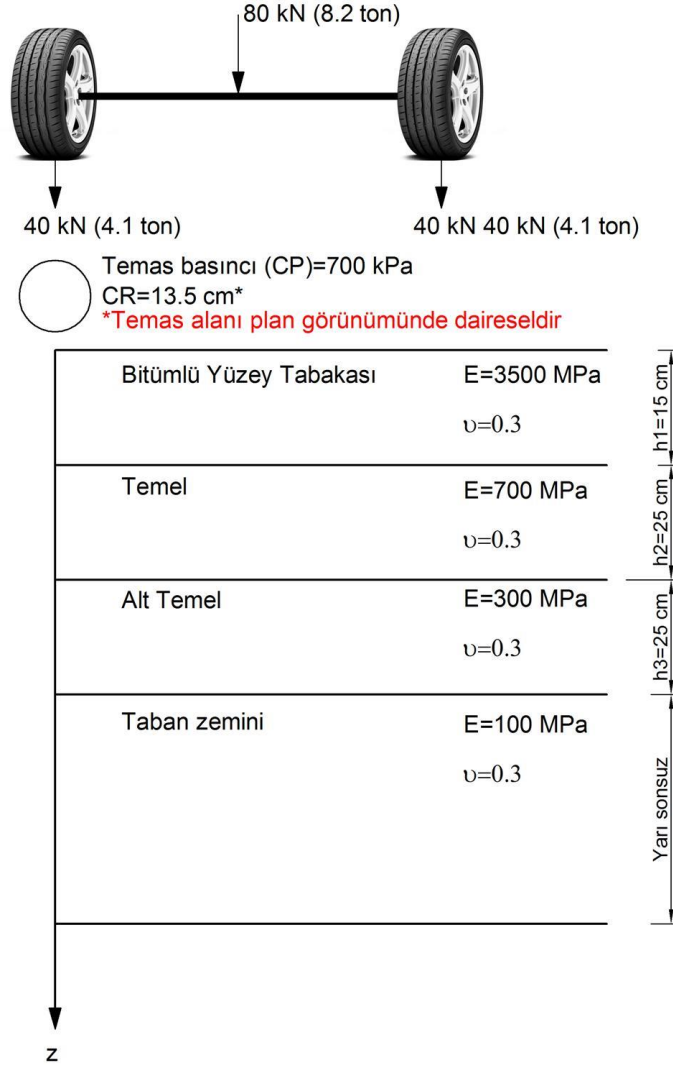 80 kN (8.2 ton)
40 kN (4.1 ton)
40 kN 40 kN (4.1 ton)
Temas basıncı (CP)=700 kPa
CR=13.5 cm*
*Temas alanı plan görünümünde daireseldir
Bitümlü Yüzey Tabakası
E=3500 MPa
υ=0.3
h1=15 cm
Temel
E=700 MPa
υ=0.3
h2=25 cm
Alt Temel
E=300 MPa
υ=0.3
h3=25 cm
Taban zemini
E=100 MPa
υ=0.3
Yarı sonsuz
z